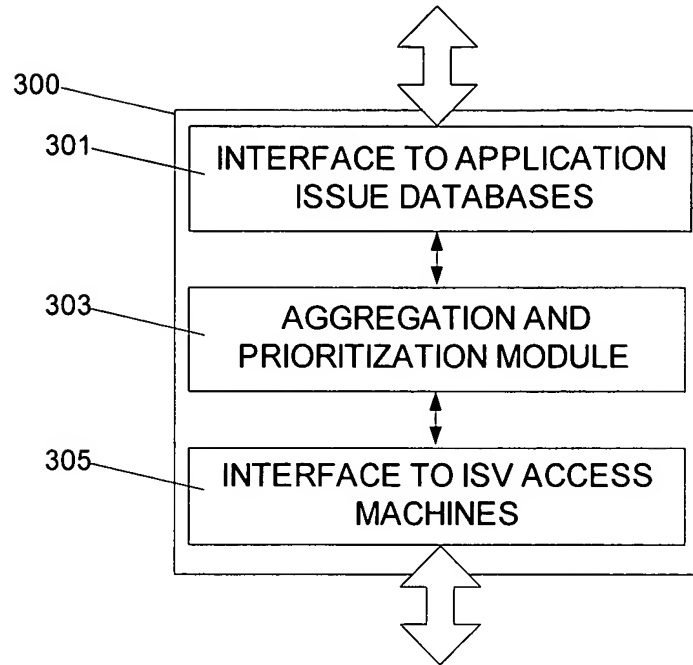 300
301
INTERFACE TO APPLICATION
ISSUE DATABASES
303
AGGREGATION AND
PRIORITIZATION MODULE
305
INTERFACE TO ISV ACCESS
MACHINES